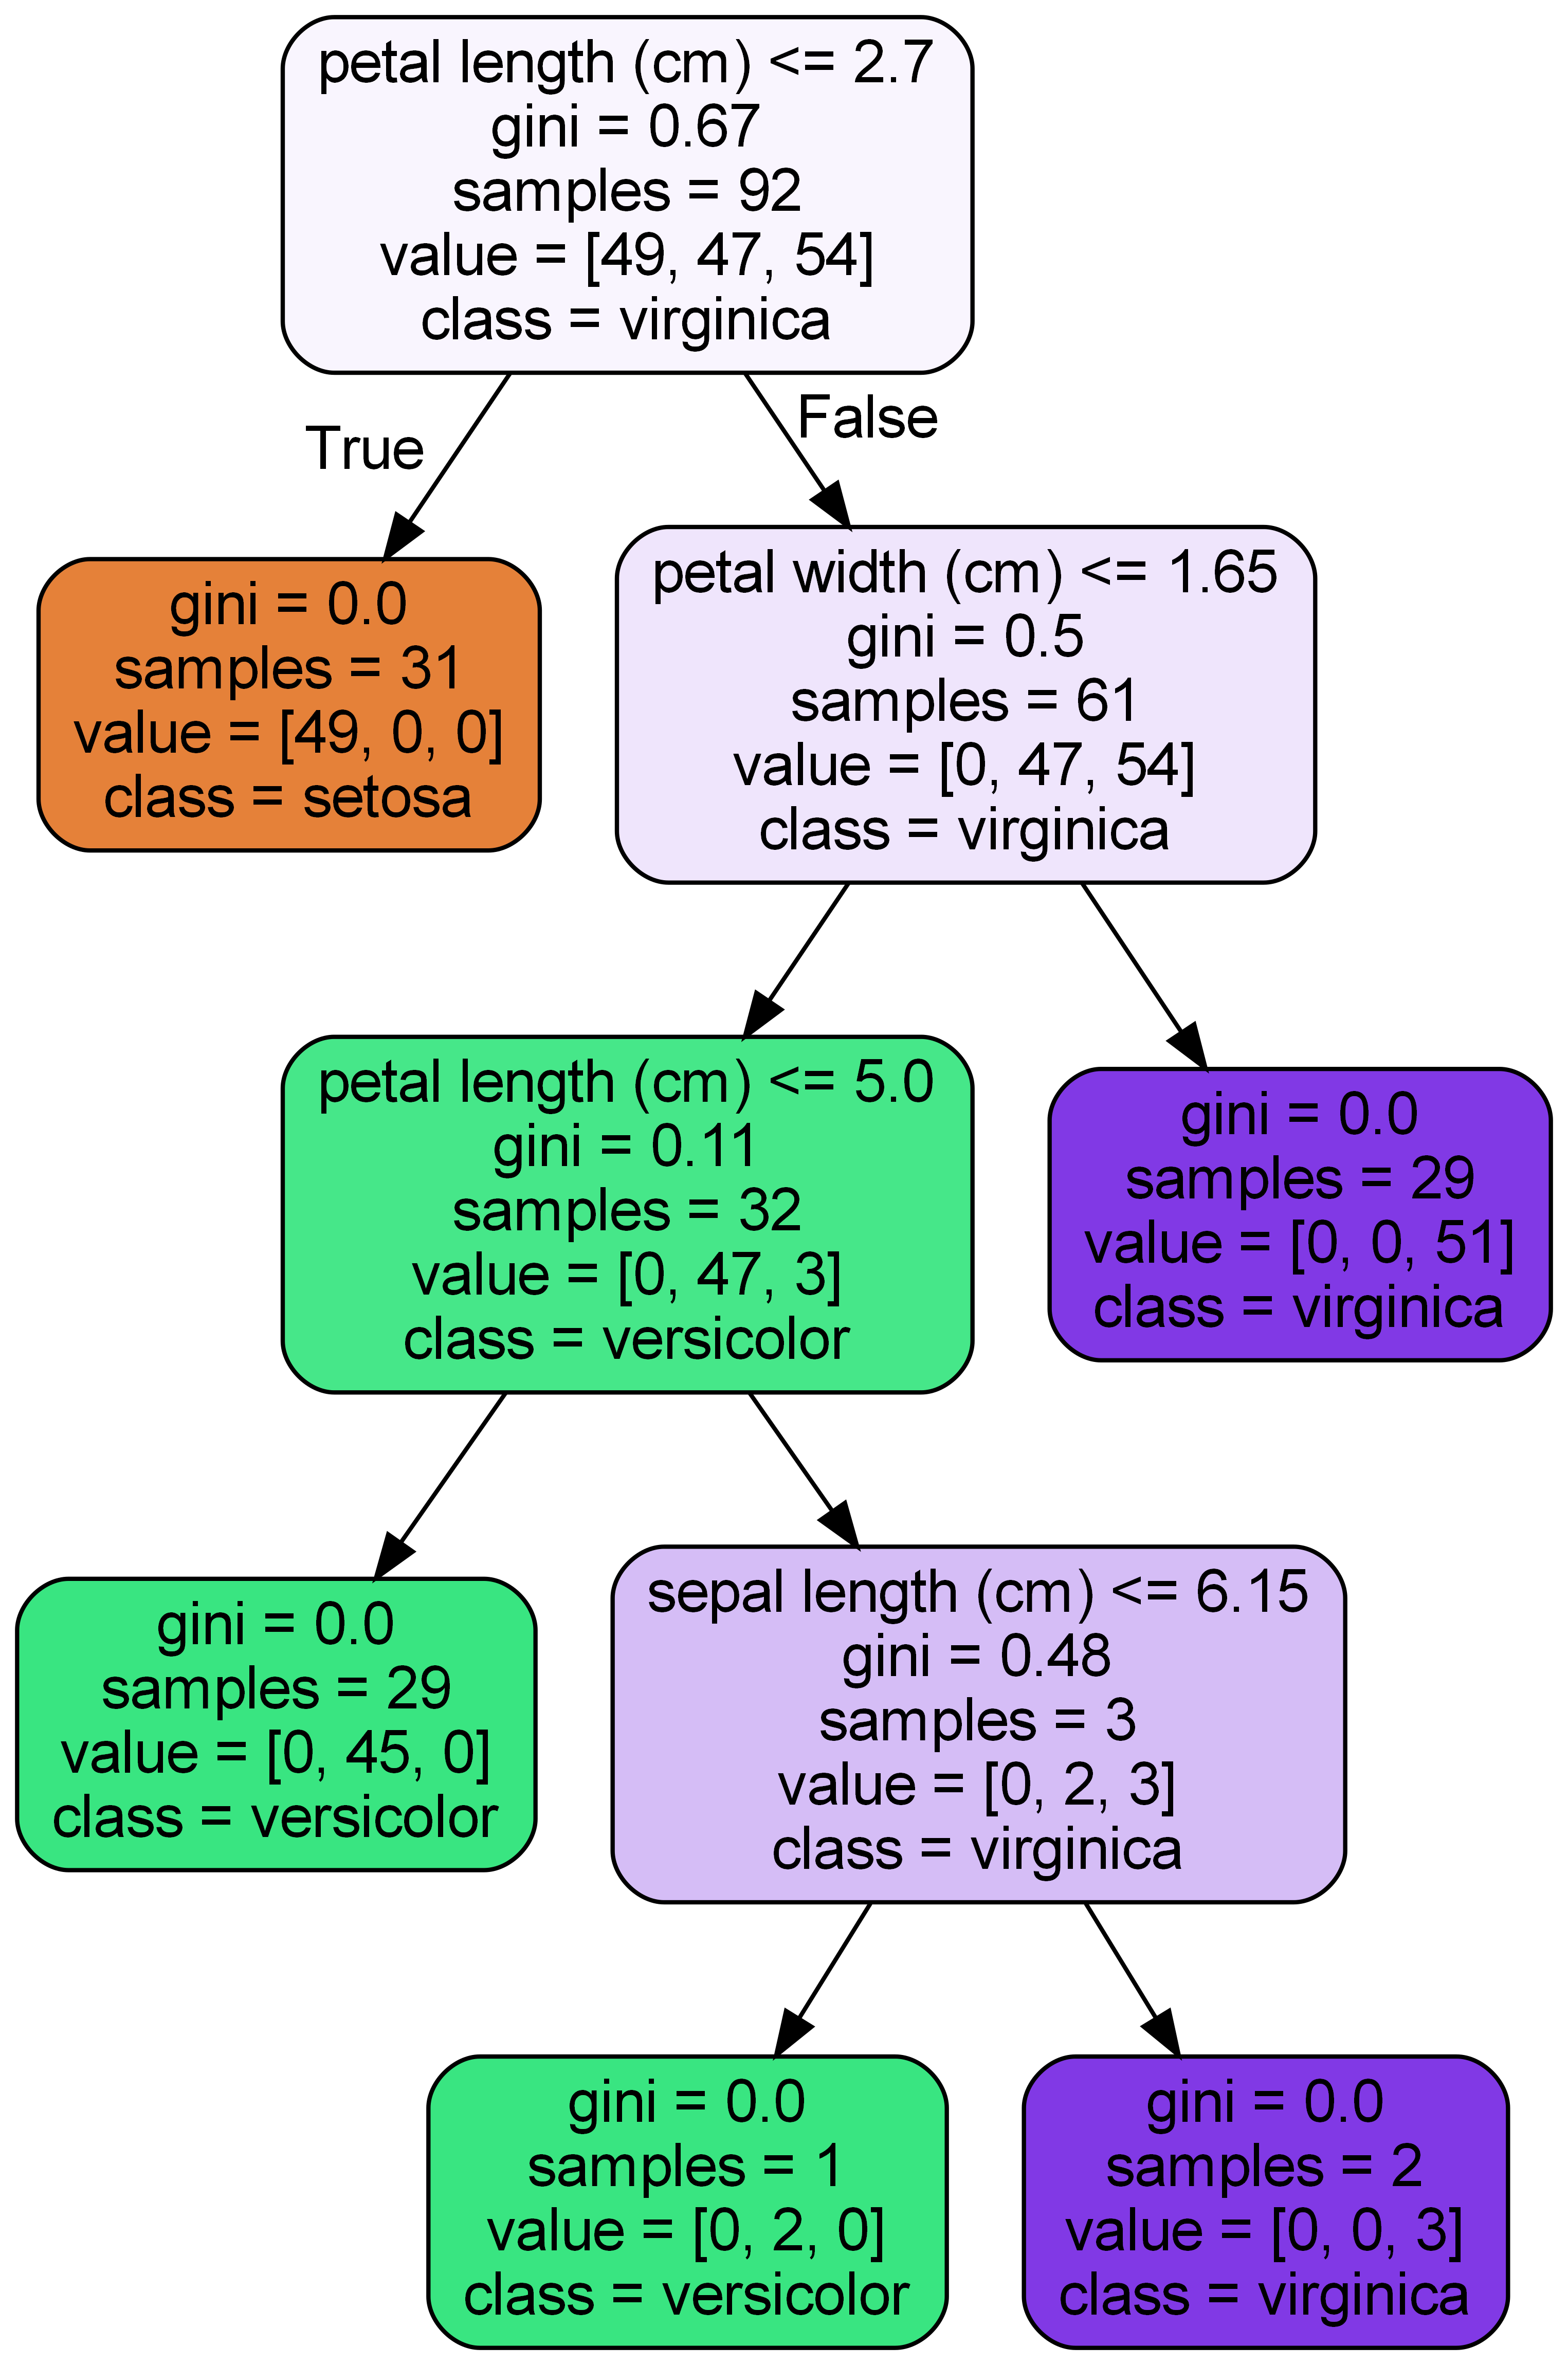 petal length (cm) <= 2.7
gini = 0.67
samples = 92
value = [49, 47, 54]
class = virginica
True
False
gini = 0.0
samples = 31
value = [49, 0, 0]
class = setosa
petal width (cm) <= 1.65
gini = 0.5
samples = 61
value = [0, 47, 54]
class = virginica
petal length (cm) <= 5.0
gini = 0.11
samples = 32
value = [0, 47, 3]
class = versicolor
gini = 0.0
samples = 29
value = [0, 0, 51]
class = virginica
gini = 0.0
samples = 29
value = [0, 45, 0]
class = versicolor
sepal length (cm) <= 6.15
gini = 0.48
samples = 3
value = [0, 2, 3]
class = virginica
gini = 0.0
samples = 1
value = [0, 2, 0]
class = versicolor
gini = 0.0
samples = 2
value = [0, 0, 3]
class = virginica